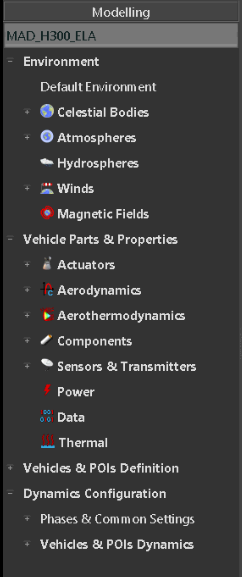 Modelling
MAD_H300_ELA
Environment
Default Environment
Celestial Bodies
Atmospheres
Hydrospheres
Winds
Magnetic Fields
Vehicle Parts & Properties
Actuators
Aerodynamics
Aerothermodynamics
Components
Sensors & Transmitters
Power
Data
Thermal
Vehicles & POIs Definition
Dynamics Configuration
Phases & Common Settings
Vehicles & POIs Dynamics